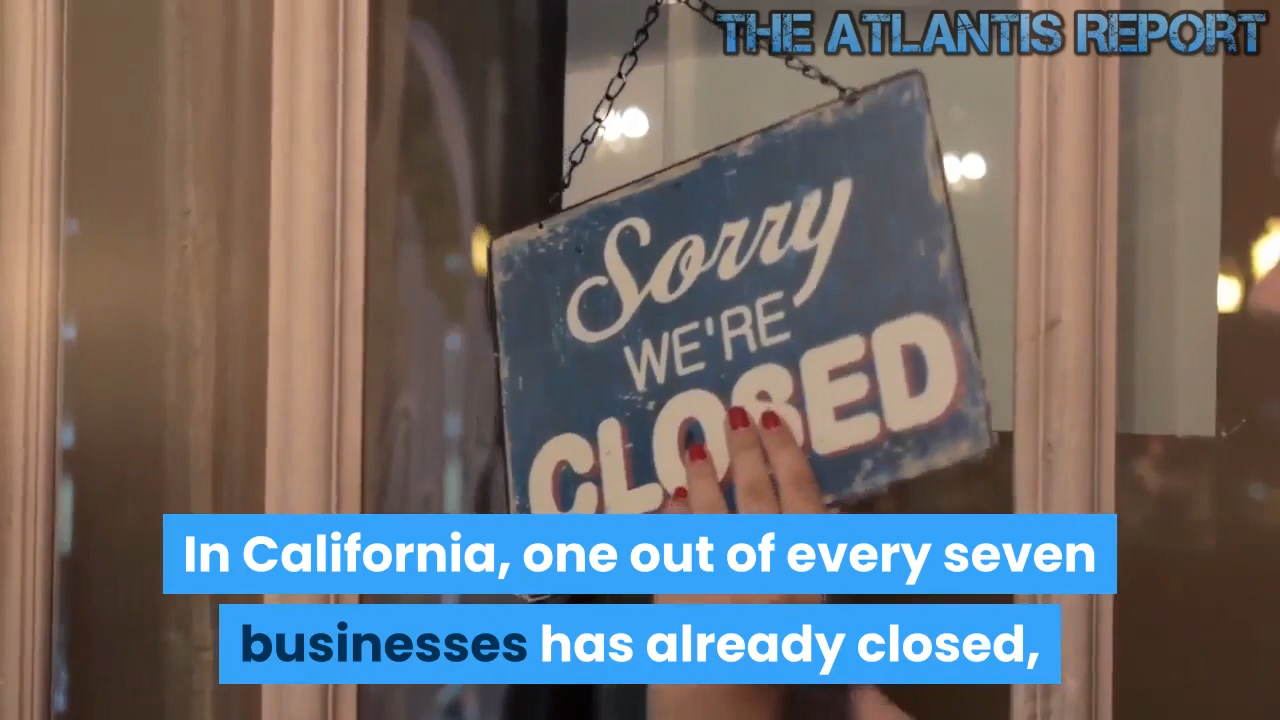 THE ATLANTIS REPORT
Sorry
WE'RE
CLOSED
In California, one out of every seven
businesses has already closed,